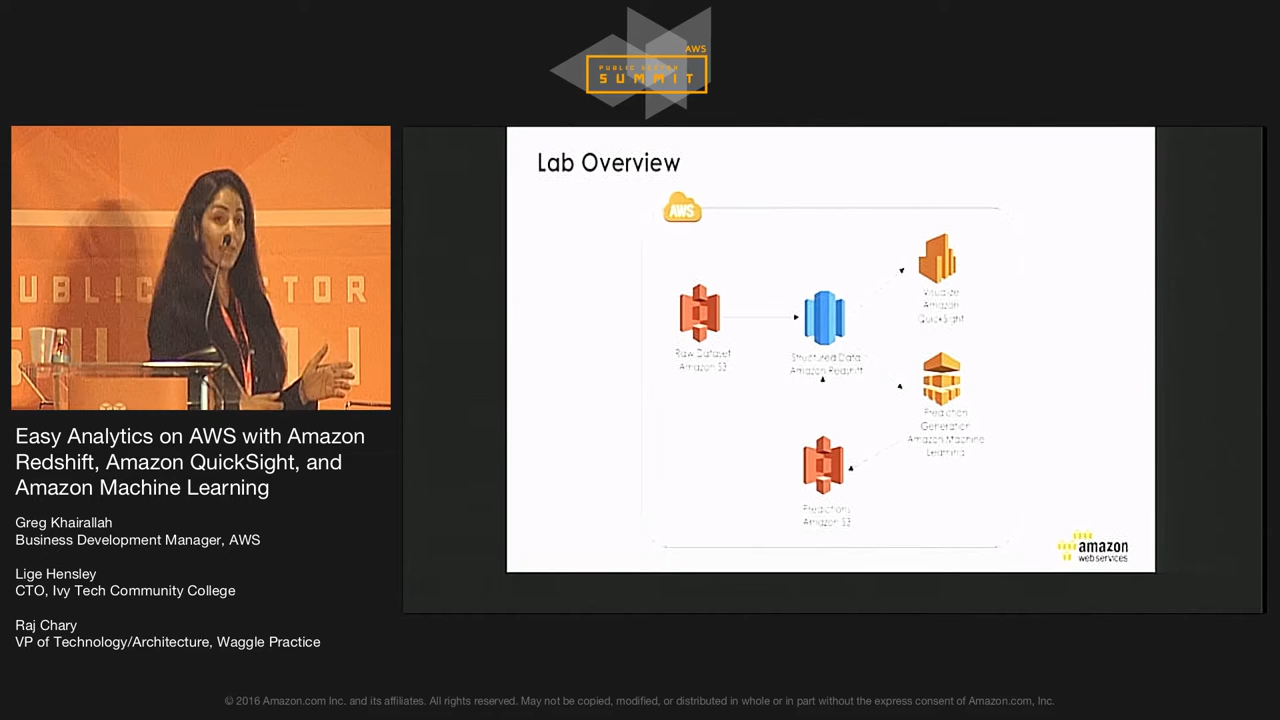 AWS
PUBLIC SECTOR
SUMMIT
UBLIC
CTOR
Lab Overview
AWS
Visualize
Amazon
QuickSight
Raw Dataset
Amazon S3
Structured Data
Amazon Redshift
Prediction
Generation
Amazon Machine
Learning
Predictions
Amazon S3
amazon
web services
Easy Analytics on AWS with Amazon
Redshift, Amazon QuickSight, and
Amazon Machine Learning
Greg Khairallah
Business Development Manager, AWS
Lige Hensley
CTO, Ivy Tech Community College
Raj Chary
VP of Technology/Architecture, Waggle Practice
© 2016 Amazon.com Inc. and its affiliates. All rights reserved. May not be copied, modified, or distributed in whole or in part without the express consent of Amazon.com, Inc.